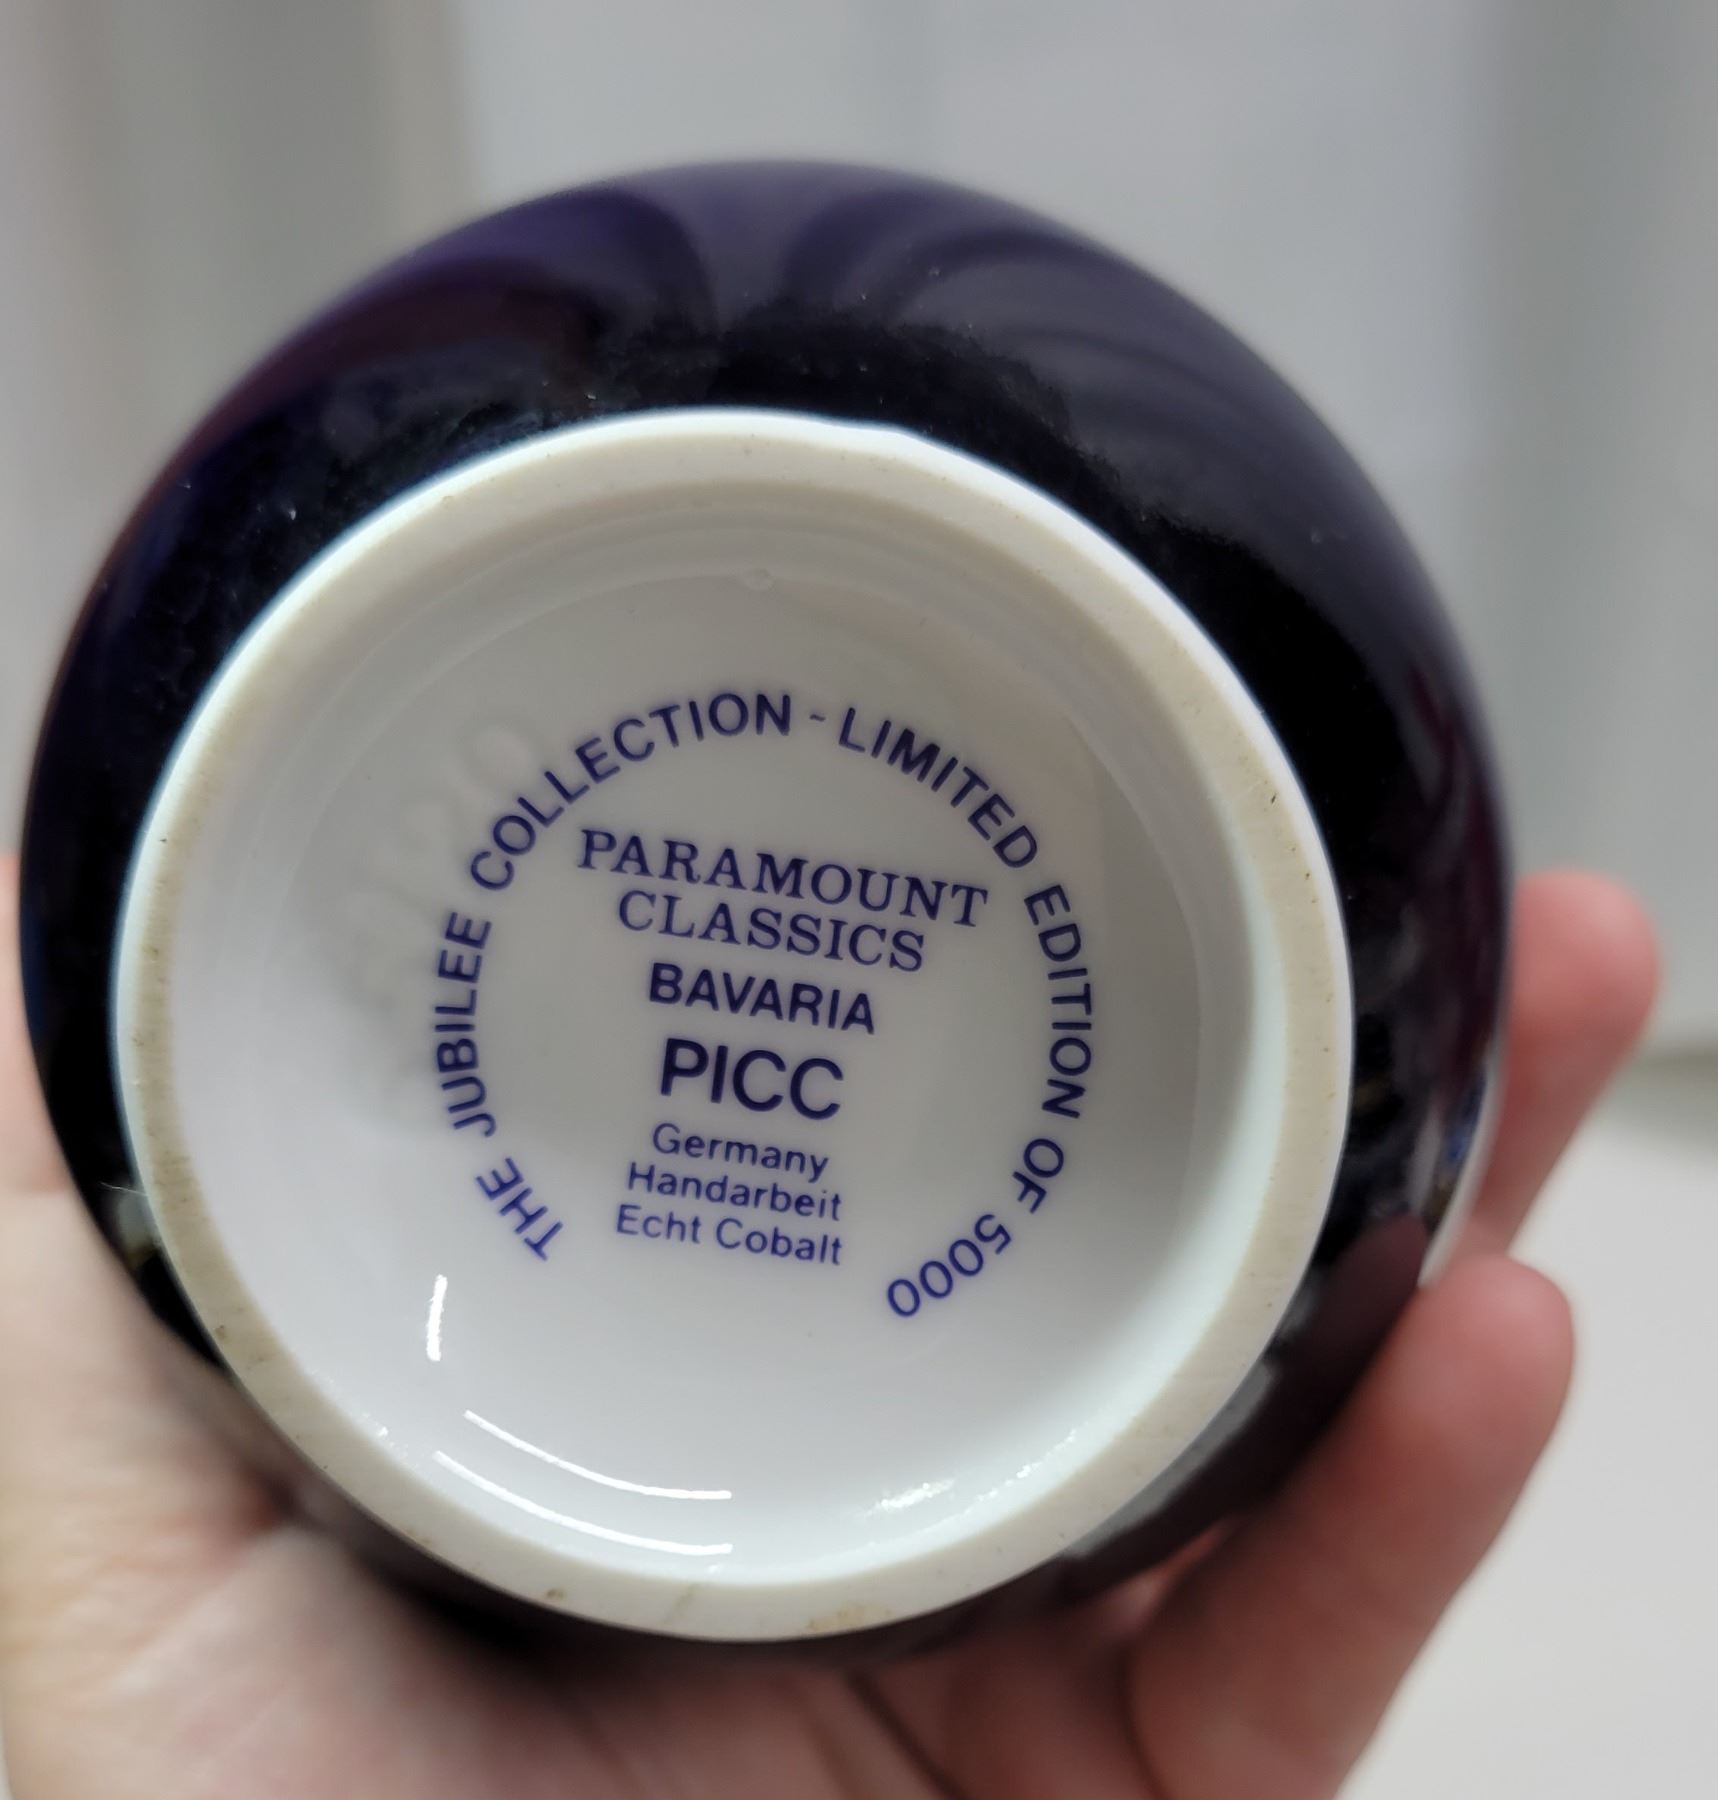 THE JUBILEE COLLECTION - LIMITED EDITION OF 5000
PARAMOUNT
CLASSICS
BAVARIA
PICC
Germany
Handarbeit
Echt Cobalt